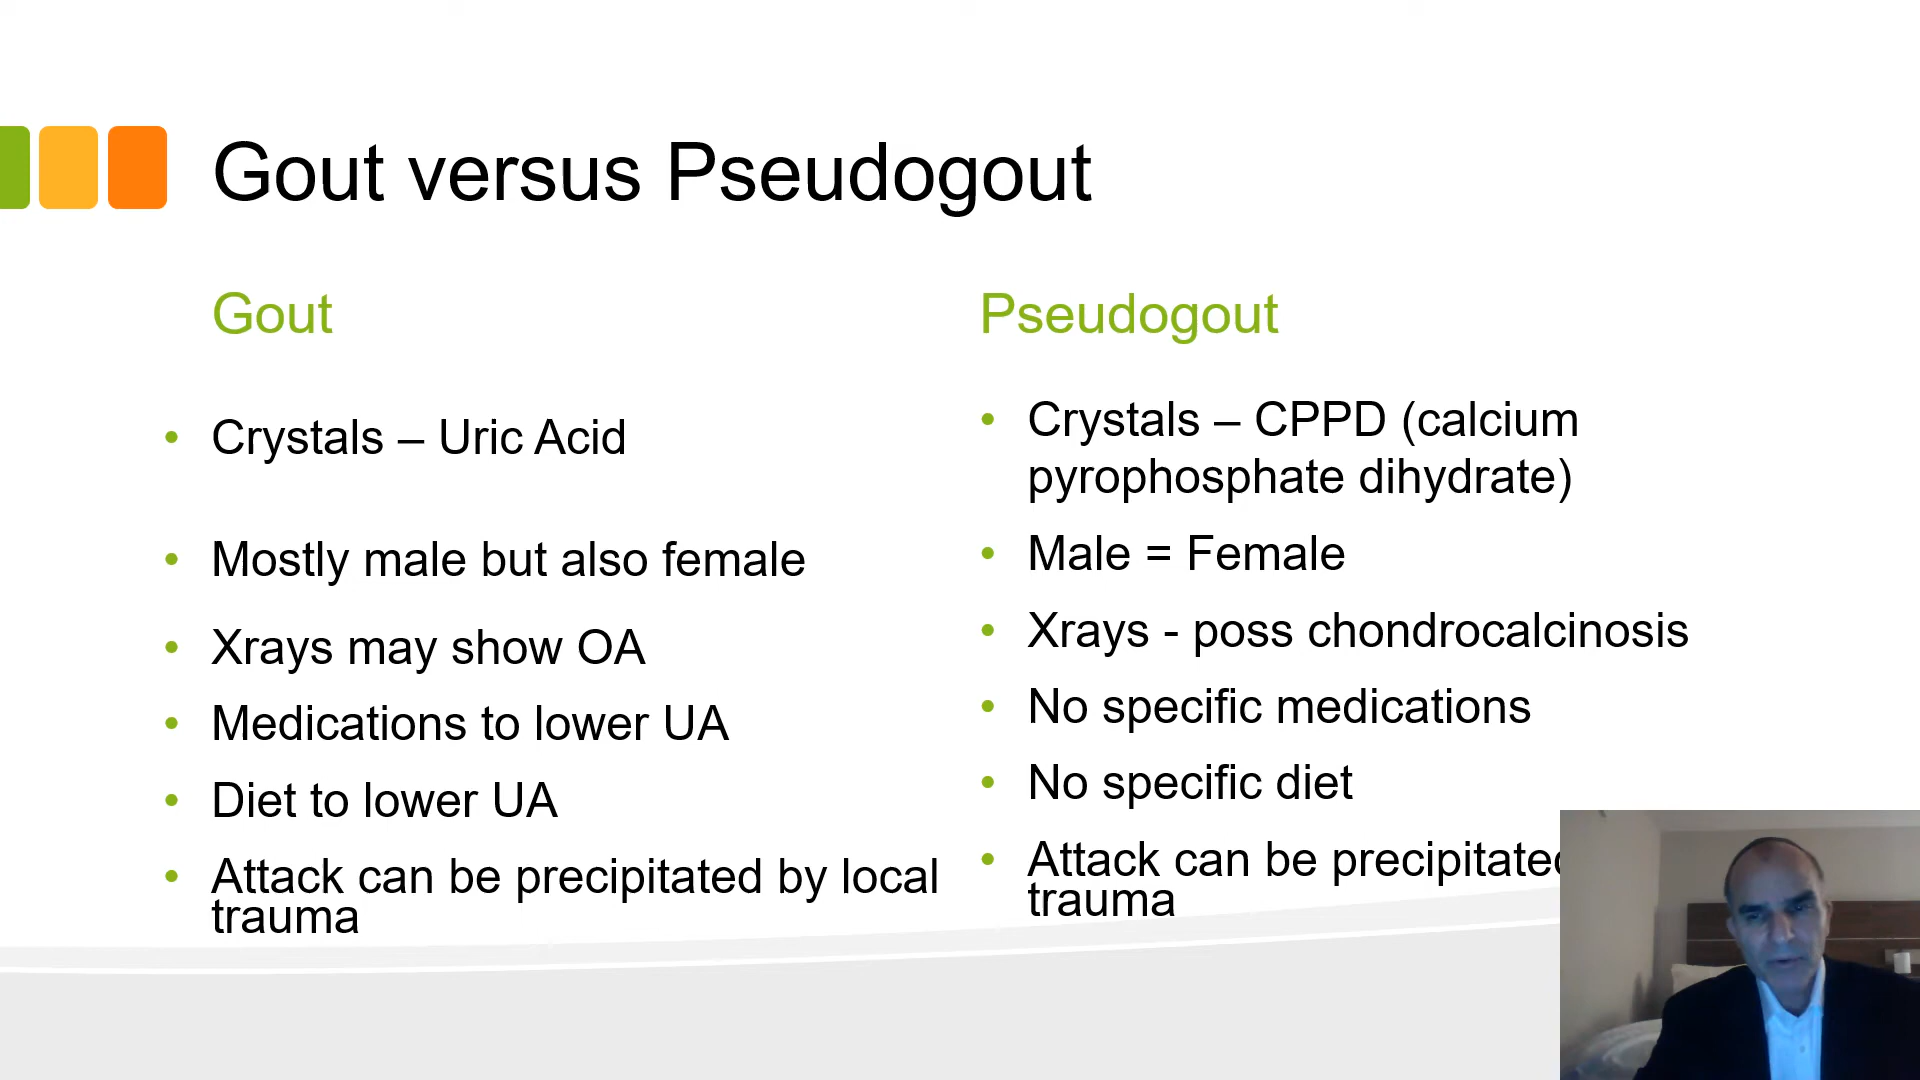 Gout versus Pseudogout
Gout
• Crystals – Uric Acid
• Mostly male but also female
• Xrays may show OA
• Medications to lower UA
• Diet to lower UA
• Attack can be precipitated by local
trauma
Pseudogout
• Crystals – CPPD (calcium
pyrophosphate dihydrate)
• Male = Female
• Xrays - poss chondrocalcinosis
• No specific medications
• No specific diet
• Attack can be
trauma